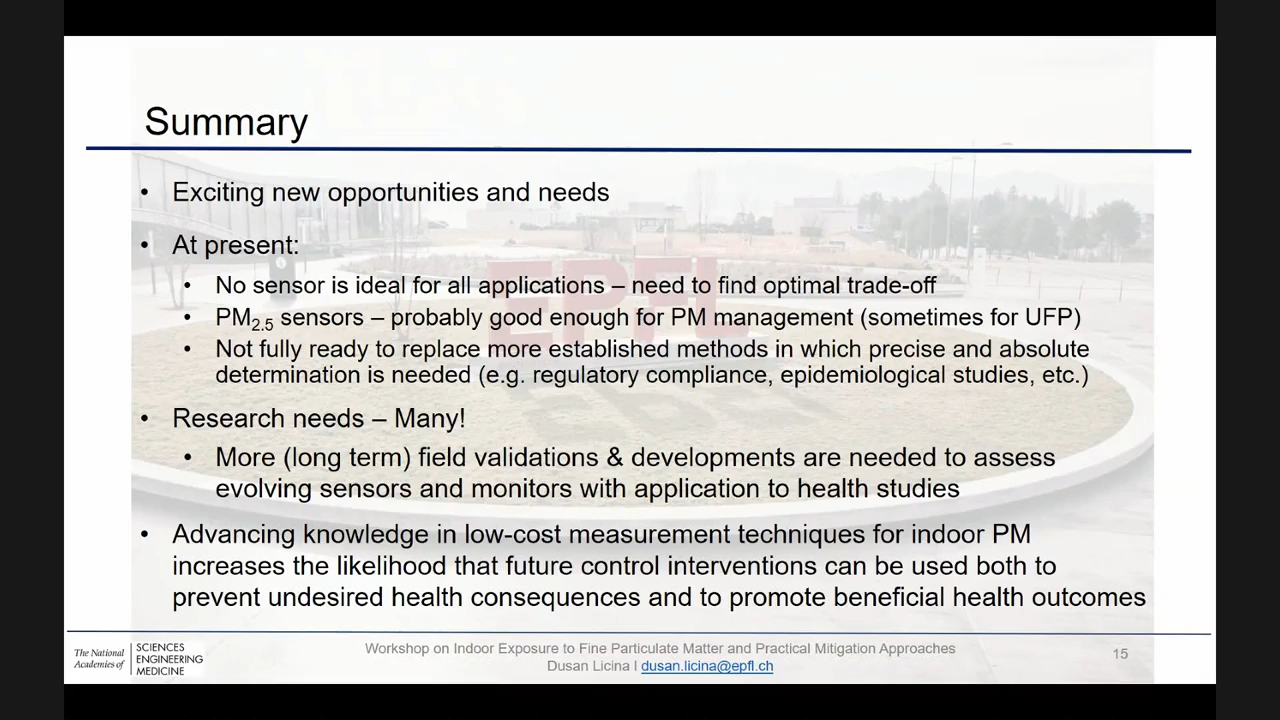 Summary
• Exciting new opportunities and needs
• At present:
• No sensor is ideal for all applications – need to find optimal trade-off
• PM2.5 sensors – probably good enough for PM management (sometimes for UFP)
• Not fully ready to replace more established methods in which precise and absolute
determination is needed (e.g. regulatory compliance, epidemiological studies, etc.)
• Research needs – Many!
• More (long term) field validations & developments are needed to assess
evolving sensors and monitors with application to health studies
• Advancing knowledge in low-cost measurement techniques for indoor PM
increases the likelihood that future control interventions can be used both to
prevent undesired health consequences and to promote beneficial health outcomes
EPFL
The National
Academies of
SCIENCES
ENGINEERING
MEDICINE
Workshop on Indoor Exposure to Fine Particulate Matter and Practical Mitigation Approaches
Dusan Licina I dusan.licina@epfl.ch
15